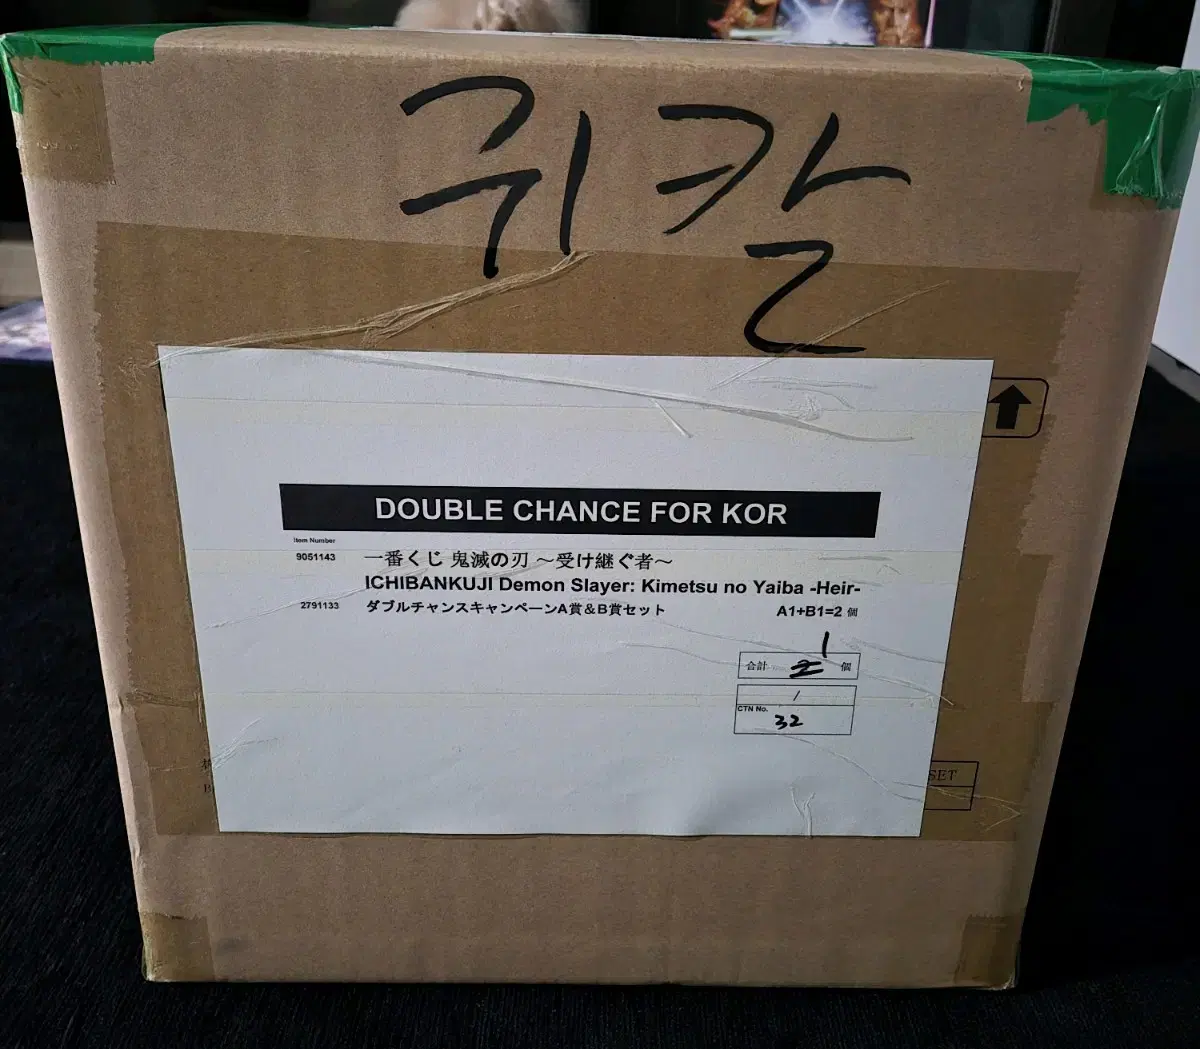 귀칼
DOUBLE CHANCE FOR KOR
Item Number
9051143 一番くじ 鬼滅の刃 ～受け継ぐ者～
ICHIBANKUJI Demon Slayer: Kimetsu no Yaiba -Heir-
2791133 ダブルチャンスキャンペーンA賞＆B賞セット A1+B1=2 個
1
合計 2 個
/
CTN No.
32
SET